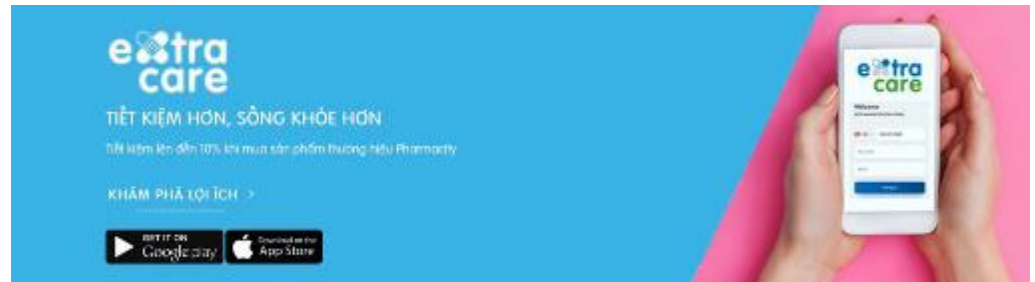 extra
care
TIẾT KIỆM HƠN, SỐNG KHỎE HƠN
Tiết kiệm lên đến 10% khi mua sản phẩm thương hiệu Pharmacity
KHÁM PHÁ LỢI ÍCH >
GET IT ON
Google play
Download on the
App Store
extra
care
Welcome